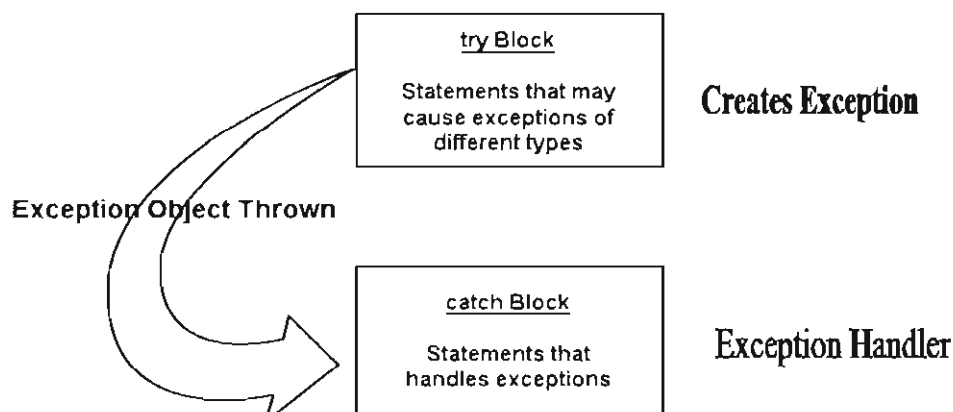 try Block
Statements that may
cause exceptions of
different types
Creates Exception
Exception Object Thrown
catch Block
Statements that
handles exceptions
Exception Handler